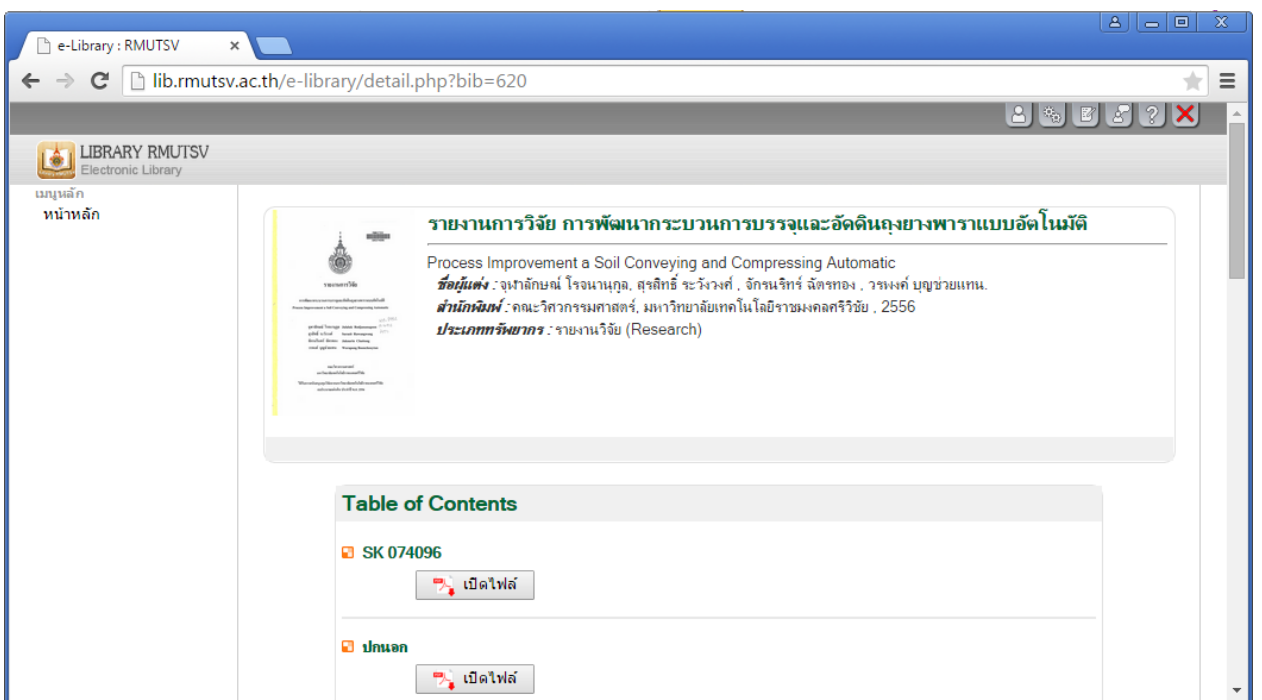 e-Library : RMUTSV
lib.rmutsv.ac.th/e-library/detail.php?bib=620
LIBRARY RMUTSV
Electronic Library
เมนูหลัก
หน้าหลัก
รายงานการวิจัย การพัฒนากระบวนการบรรจุและอัดดินถุงยางพาราแบบอัตโนมัติ
Process Improvement a Soil Conveying and Compressing Automatic
ชื่อผู้แต่ง : จุฬาลักษณ์ โรจนานุกูล, สุรสิทธิ์ ระวังวงศ์ , จักรนรินทร์ ฉัตรทอง , วรพงค์ บุญช่วยแทน.
สำนักพิมพ์ : คณะวิศวกรรมศาสตร์, มหาวิทยาลัยเทคโนโลยีราชมงคลศรีวิชัย , 2556
ประเภททรัพยากร : รายงานวิจัย (Research)
Table of Contents
SK 074096
เปิดไฟล์
ปกนอก
เปิดไฟล์